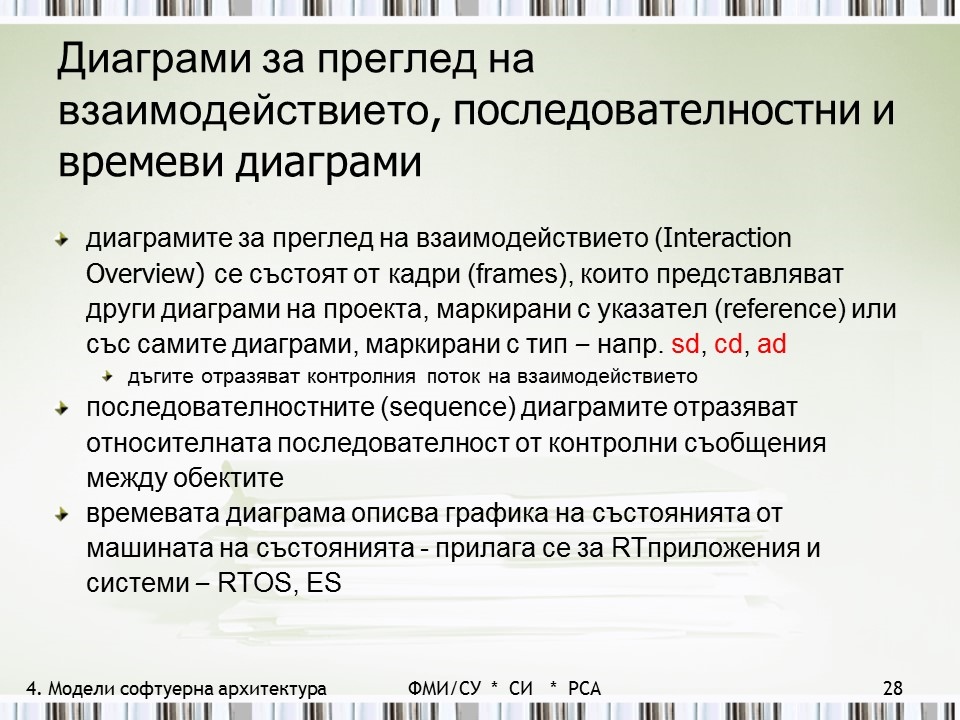 Диаграми за преглед на
взаимодействието, последователностни и
времеви диаграми
диаграмите за преглед на взаимодействието (Interaction
Overview) се състоят от кадри (frames), които представляват
други диаграми на проекта, маркирани с указател (reference) или
със самите диаграми, маркирани с тип – напр. sd, cd, ad
дъгите отразяват контролния поток на взаимодействието
последователностните (sequence) диаграмите отразяват
относителната последователност от контролни съобщения
между обектите
времевата диаграма описва графика на състоянията от
машината на състоянията - прилага се за RTприложения и
системи – RTOS, ES
4. Модели софтуерна архитектура ФМИ/СУ * СИ * РСА 28